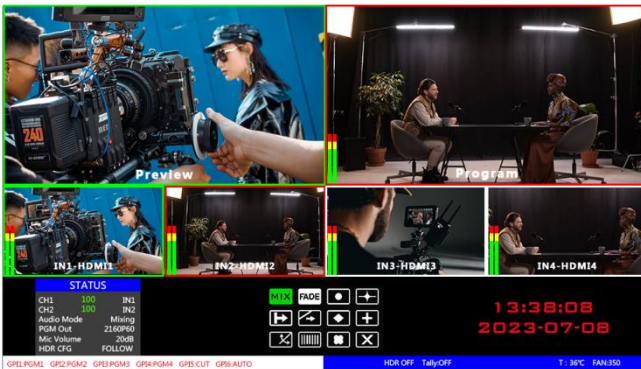 240
Preview
Program
IN1-HDMI1
IN2-HDMI2
IN3-HDMI3
IN4-HDMI4
STATUS
CH1 100 IN1
CH2 100 IN2
Audio Mode Mixing
PGM Out 2160P60
Mic Volume 20dB
HDR CFG FOLLOW
MIX FADE
13:38:08
2023-07-08
GPI1:PGM1 GPI2:PGM2 GPI3:PGM3 GPI4:PGM4 GPI5:CUT GPI6:AUTO
HDR OFF Tally:OFF
T : 36℃ FAN:350